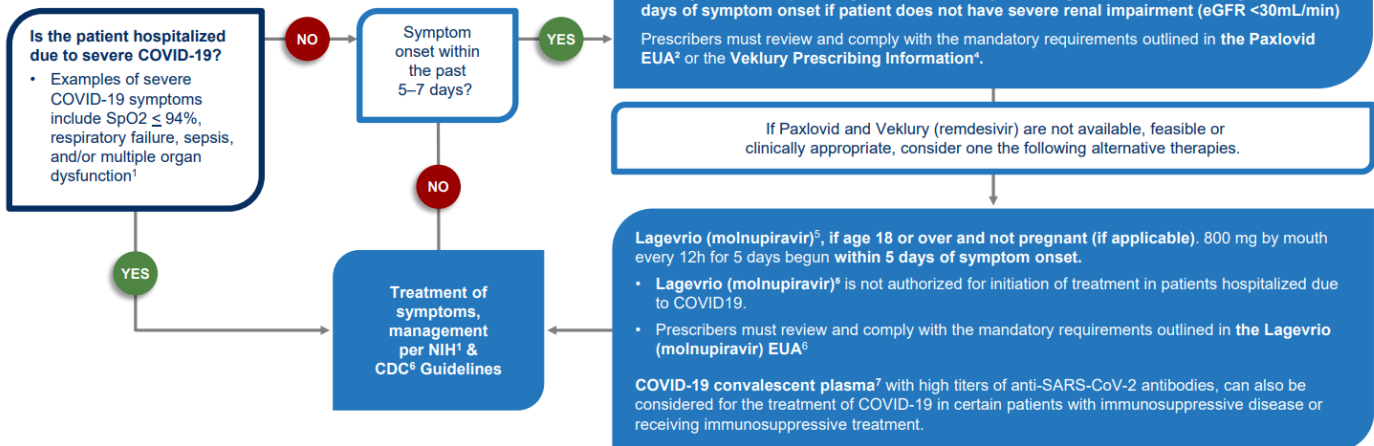 days of symptom onset if patient does not have severe renal impairment (eGFR <30mL/min)
Prescribers must review and comply with the mandatory requirements outlined in the Paxlovid
EUA² or the Veklury Prescribing Information⁴.
Is the patient hospitalized
due to severe COVID-19?
• Examples of severe
COVID-19 symptoms
include SpO2 ≤ 94%,
respiratory failure, sepsis,
and/or multiple organ
dysfunction¹
NO
Symptom
onset within
the past
5–7 days?
YES
If Paxlovid and Veklury (remdesivir) are not available, feasible or
clinically appropriate, consider one the following alternative therapies.
NO
YES
Treatment of
symptoms,
management
per NIH¹ &
CDC⁶ Guidelines
Lagevrio (molnupiravir)⁵, if age 18 or over and not pregnant (if applicable). 800 mg by mouth
every 12h for 5 days begun within 5 days of symptom onset.
• Lagevrio (molnupiravir)⁵ is not authorized for initiation of treatment in patients hospitalized due
to COVID19.
• Prescribers must review and comply with the mandatory requirements outlined in the Lagevrio
(molnupiravir) EUA⁶
COVID-19 convalescent plasma⁷ with high titers of anti-SARS-CoV-2 antibodies, can also be
considered for the treatment of COVID-19 in certain patients with immunosuppressive disease or
receiving immunosuppressive treatment.